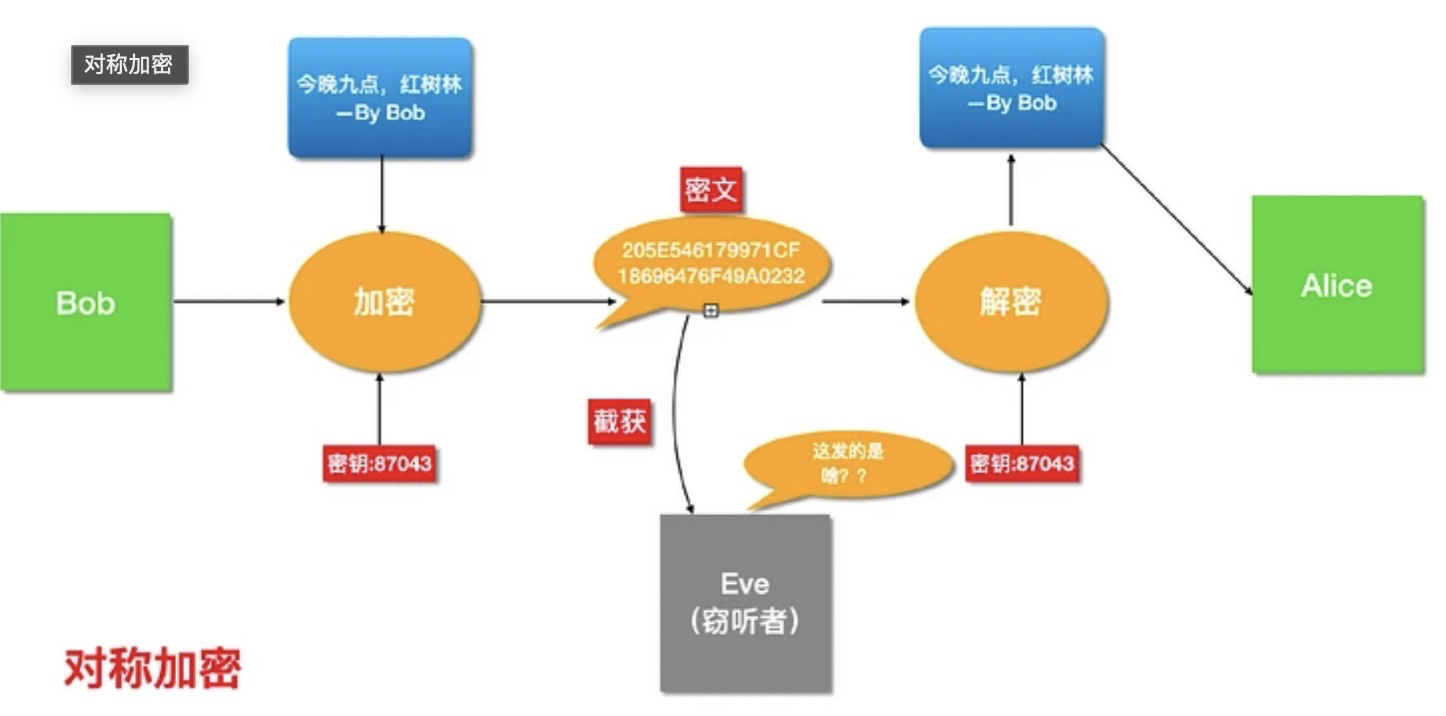 对称加密
今晚九点，红树林
—By Bob
今晚九点，红树林
—By Bob
密文
205E546179971CF
18696476F49A0232
Bob
加密
解密
Alice
截获
密钥:87043
这发的是
啥？？
密钥:87043
Eve
（窃听者）
对称加密